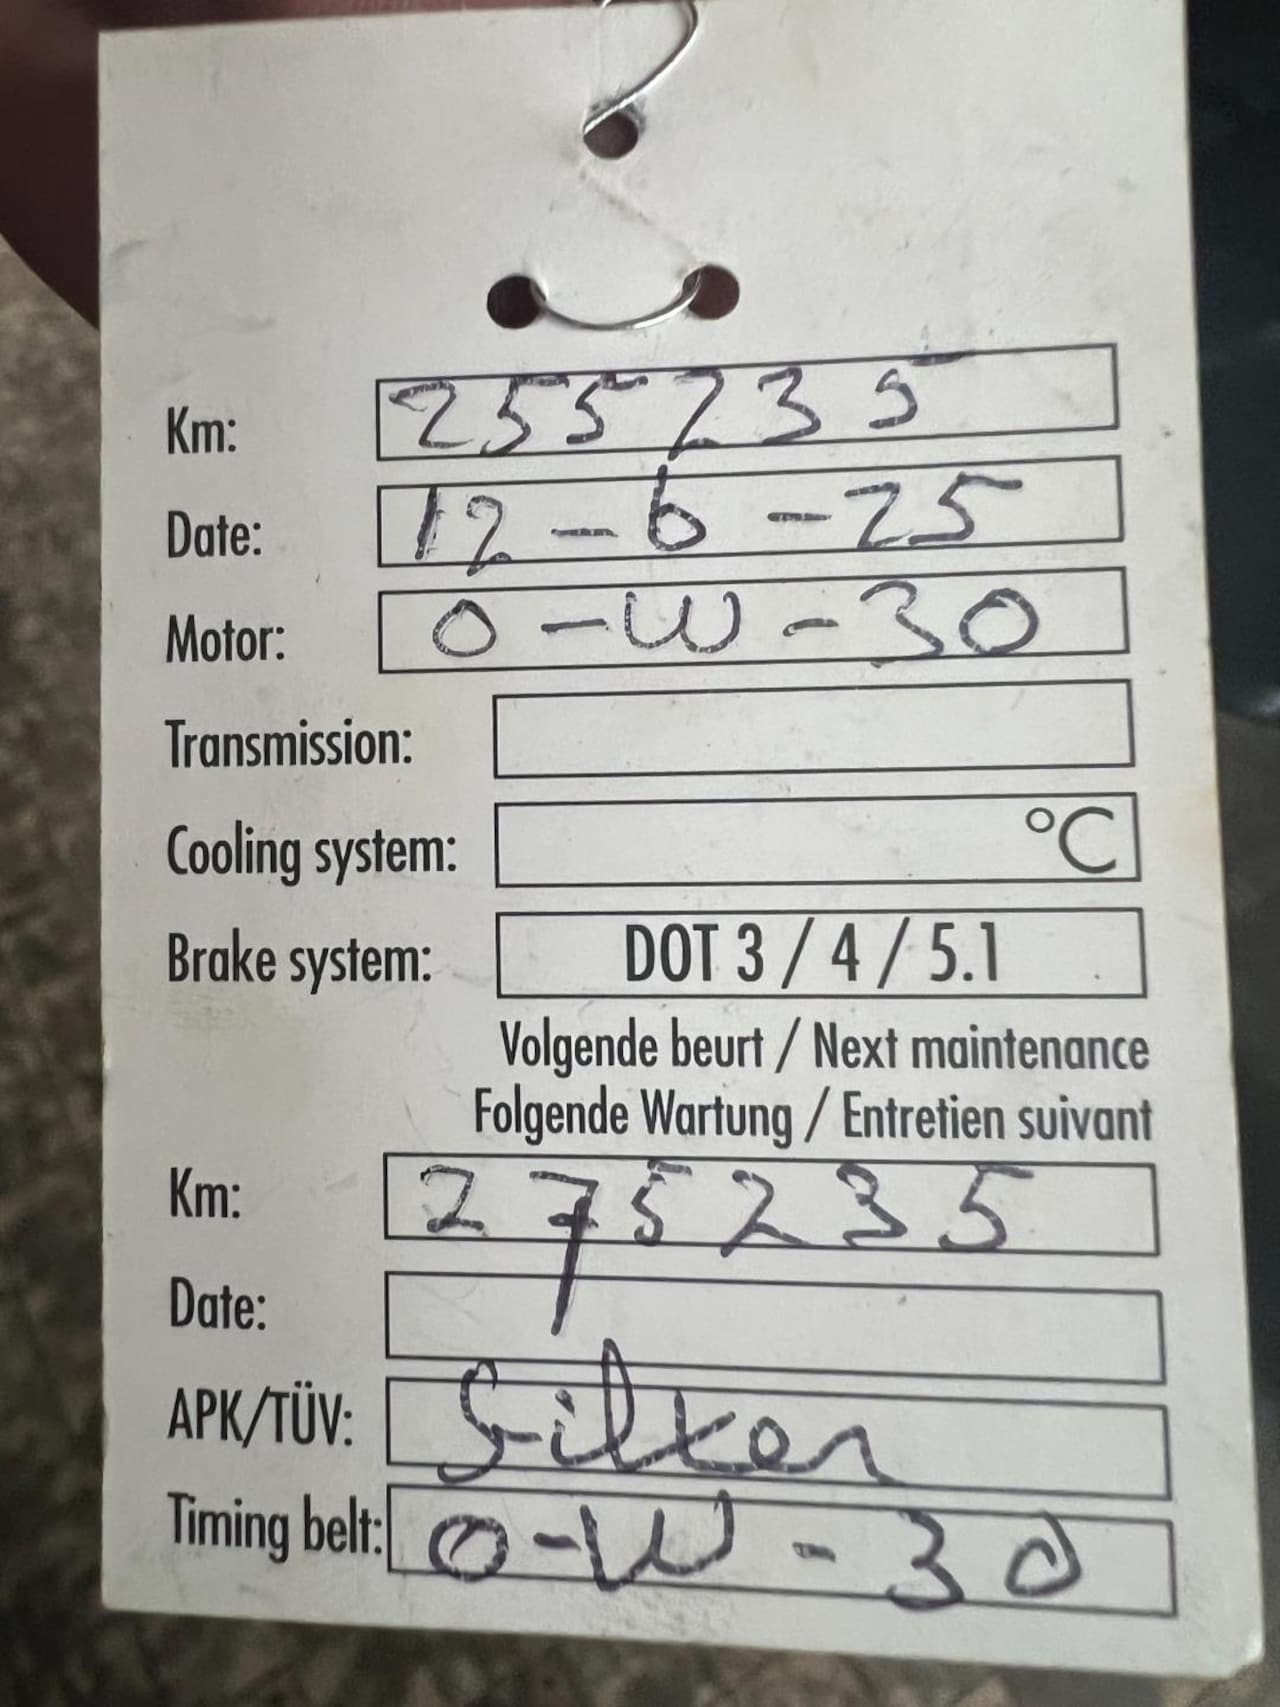 Km: 255235
Date: 12-6-25
Motor: 0-W-30
Transmission:
Cooling system: °C
Brake system: DOT 3 / 4 / 5.1
Volgende beurt / Next maintenance
Folgende Wartung / Entretien suivant
Km: 275235
Date:
APK/TÜV: Filter
Timing belt: 0-W-30